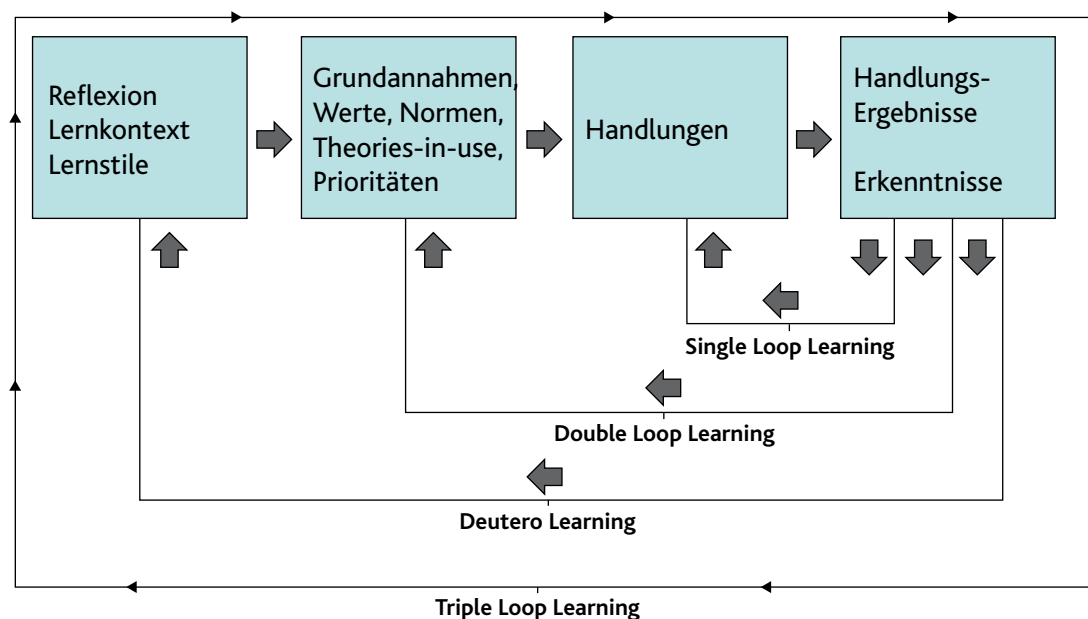 Reflexion
Lernkontext
Lernstile
Grundannahmen,
Werte, Normen,
Theories-in-use,
Prioritäten
Handlungen
Handlungs-
Ergebnisse
Erkenntnisse
Single Loop Learning
Double Loop Learning
Deutero Learning
Triple Loop Learning